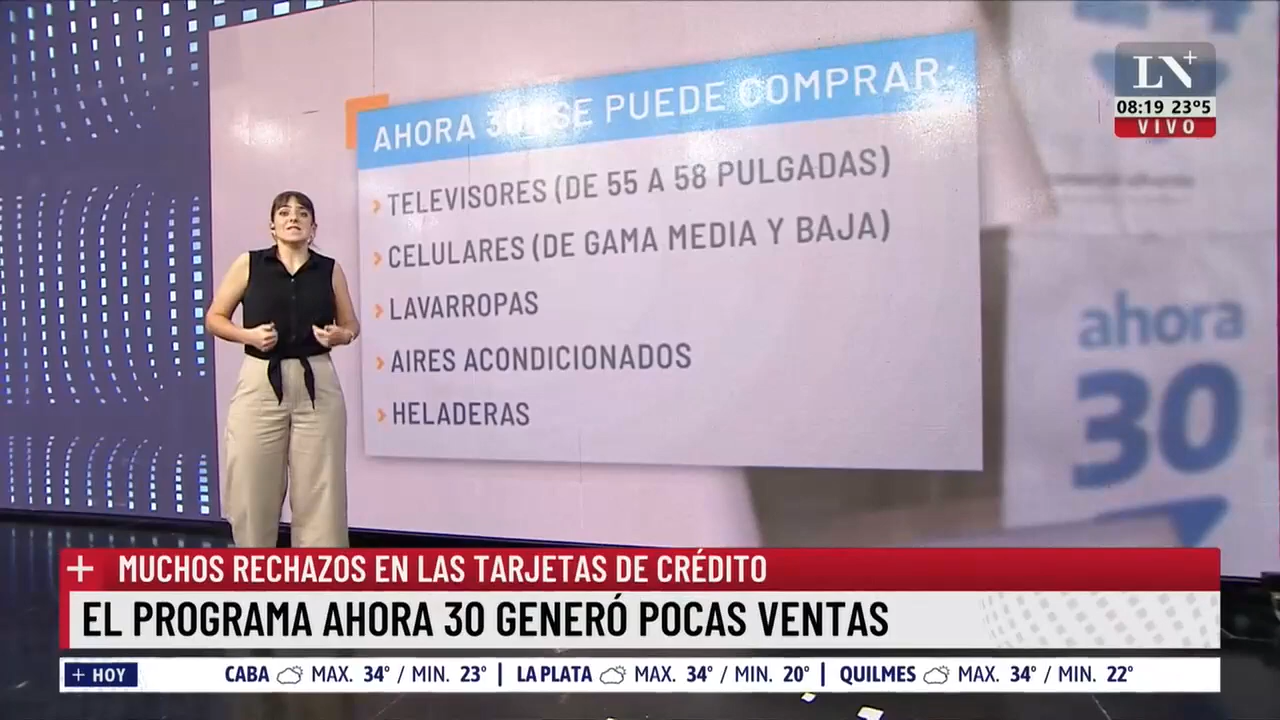 LN+
08:19 23°5
VIVO
AHORA 30: SE PUEDE COMPRAR:
TELEVISORES (DE 55 A 58 PULGADAS)
CELULARES (DE GAMA MEDIA Y BAJA)
LAVARROPAS
AIRES ACONDICIONADOS
HELADERAS
ahora
30
+ MUCHOS RECHAZOS EN LAS TARJETAS DE CRÉDITO
EL PROGRAMA AHORA 30 GENERÓ POCAS VENTAS
+ HOY CABA MAX. 34° / MIN. 23° | LA PLATA MAX. 34° / MIN. 20° | QUILMES MAX. 34° / MIN. 22°